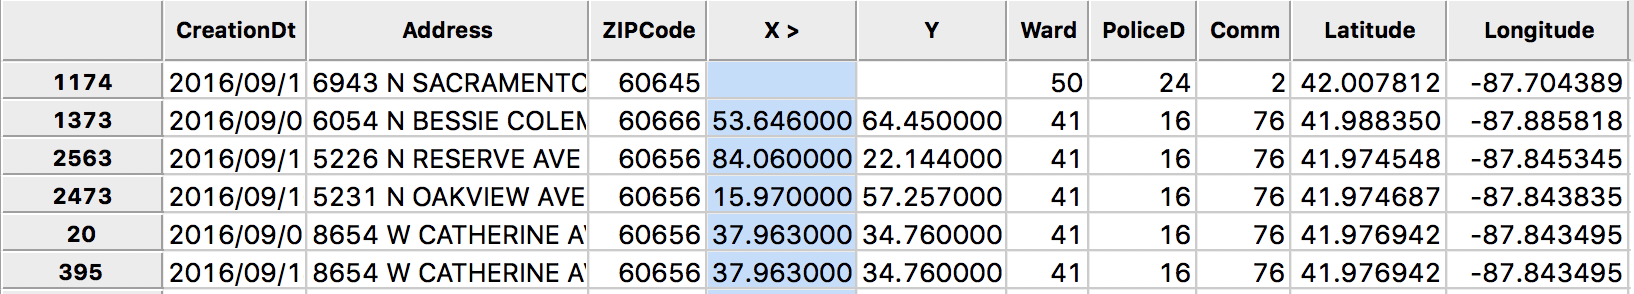 CreationDt Address ZIPCode X > Y Ward PoliceD Comm Latitude Longitude
1174 2016/09/1 6943 N SACRAMENTO 60645 50 24 2 42.007812 -87.704389
1373 2016/09/0 6054 N BESSIE COLEM 60666 53.646000 64.450000 41 16 76 41.988350 -87.885818
2563 2016/09/1 5226 N RESERVE AVE 60656 84.060000 22.144000 41 16 76 41.974548 -87.845345
2473 2016/09/1 5231 N OAKVIEW AVE 60656 15.970000 57.257000 41 16 76 41.974687 -87.843835
20 2016/09/0 8654 W CATHERINE AV 60656 37.963000 34.760000 41 16 76 41.976942 -87.843495
395 2016/09/1 8654 W CATHERINE AV 60656 37.963000 34.760000 41 16 76 41.976942 -87.843495